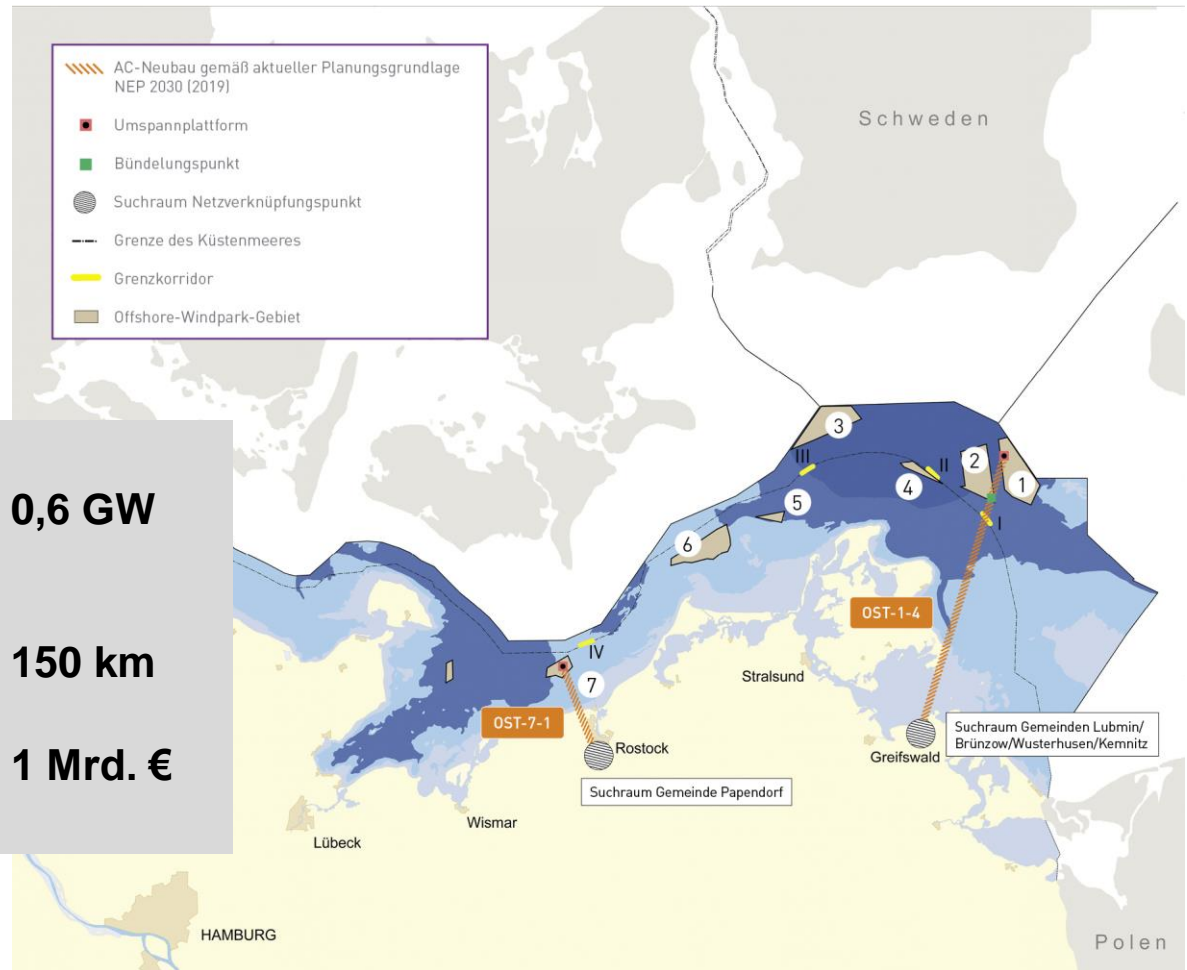 AC-Neubau gemäß aktueller Planungsgrundlage
NEP 2030 (2019)
Umspannplattform
Bündelungspunkt
Suchraum Netzverknüpfungspunkt
Grenze des Küstenmeeres
Grenzkorridor
Offshore-Windpark-Gebiet
Schweden
0,6 GW
150 km
1 Mrd. €
3
III
2
II
4
1
5
I
6
OST-1-4
IV
7
Stralsund
OST-7-1
Rostock
Greifswald
Suchraum Gemeinden Lubmin/
Brünzow/Wusterhusen/Kemnitz
Suchraum Gemeinde Papendorf
Wismar
Lübeck
HAMBURG
Polen